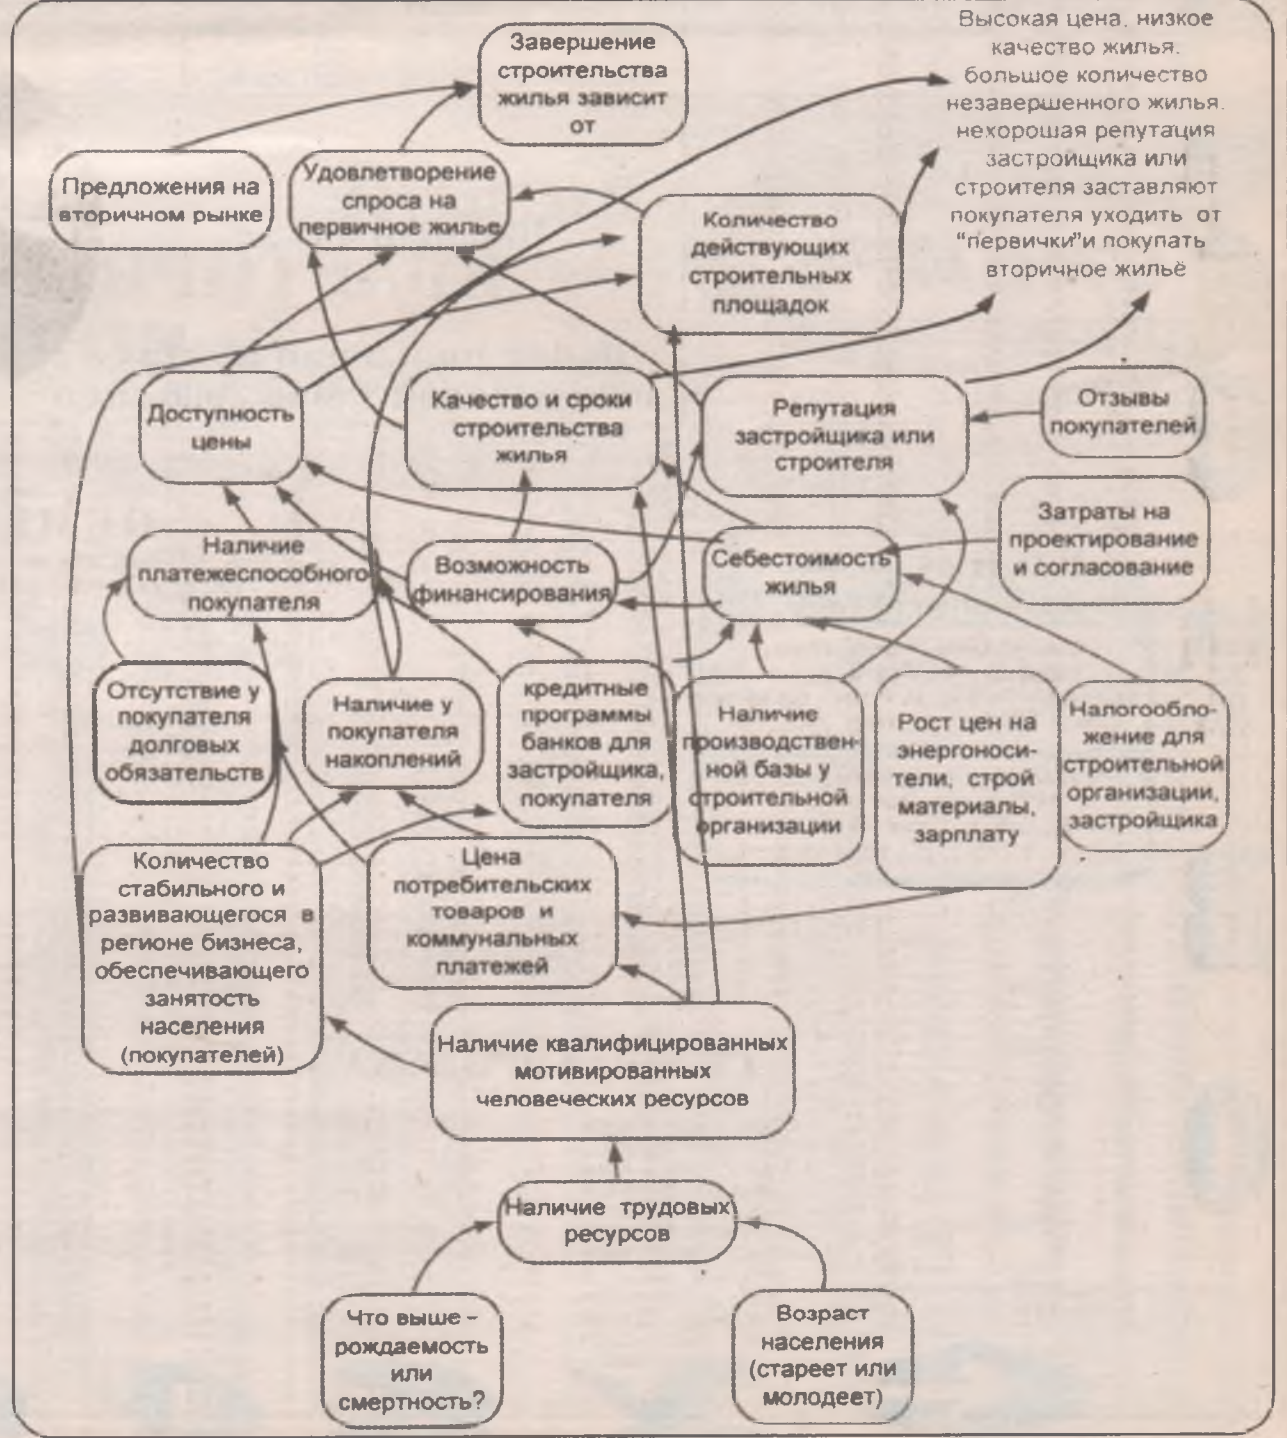 Высокая цена, низкое
качество жилья,
большое количество
незавершенного жилья,
нехорошая репутация
застройщика или
строителя заставляют
покупателя уходить от
"первички"и покупать
вторичное жильё
Завершение
строительства
жилья зависит
от
Предложения на
вторичном рынке
Удовлетворение
спроса на
первичное жилье
Количество
действующих
строительных
площадок
Доступность
цены
Качество и сроки
строительства
жилья
Репутация
застройщика или
строителя
Отзывы
покупателей
Затраты на
проектирование
и согласование
Наличие
платежеспособного
покупателя
Возможность
финансирования
Себестоимость
жилья
Отсутствие у
покупателя
долговых
обязательств
Наличие у
покупателя
накоплений
кредитные
программы
банков для
застройщика,
покупателя
Наличие
производствен-
ной базы у
строительной
организации
Рост цен на
энергоноси-
тели, строй
материалы,
зарплату
Налогообло-
жение для
строительной
организации,
застройщика
Количество
стабильного и
развивающегося в
регионе бизнеса,
обеспечивающего
занятость
населения
(покупателей)
Цена
потребительских
товаров и
коммунальных
платежей
Наличие квалифицированных
мотивированных
человеческих ресурсов
Наличие трудовых
ресурсов
Что выше –
рождаемость
или
смертность?
Возраст
населения
(стареет или
молодеет)